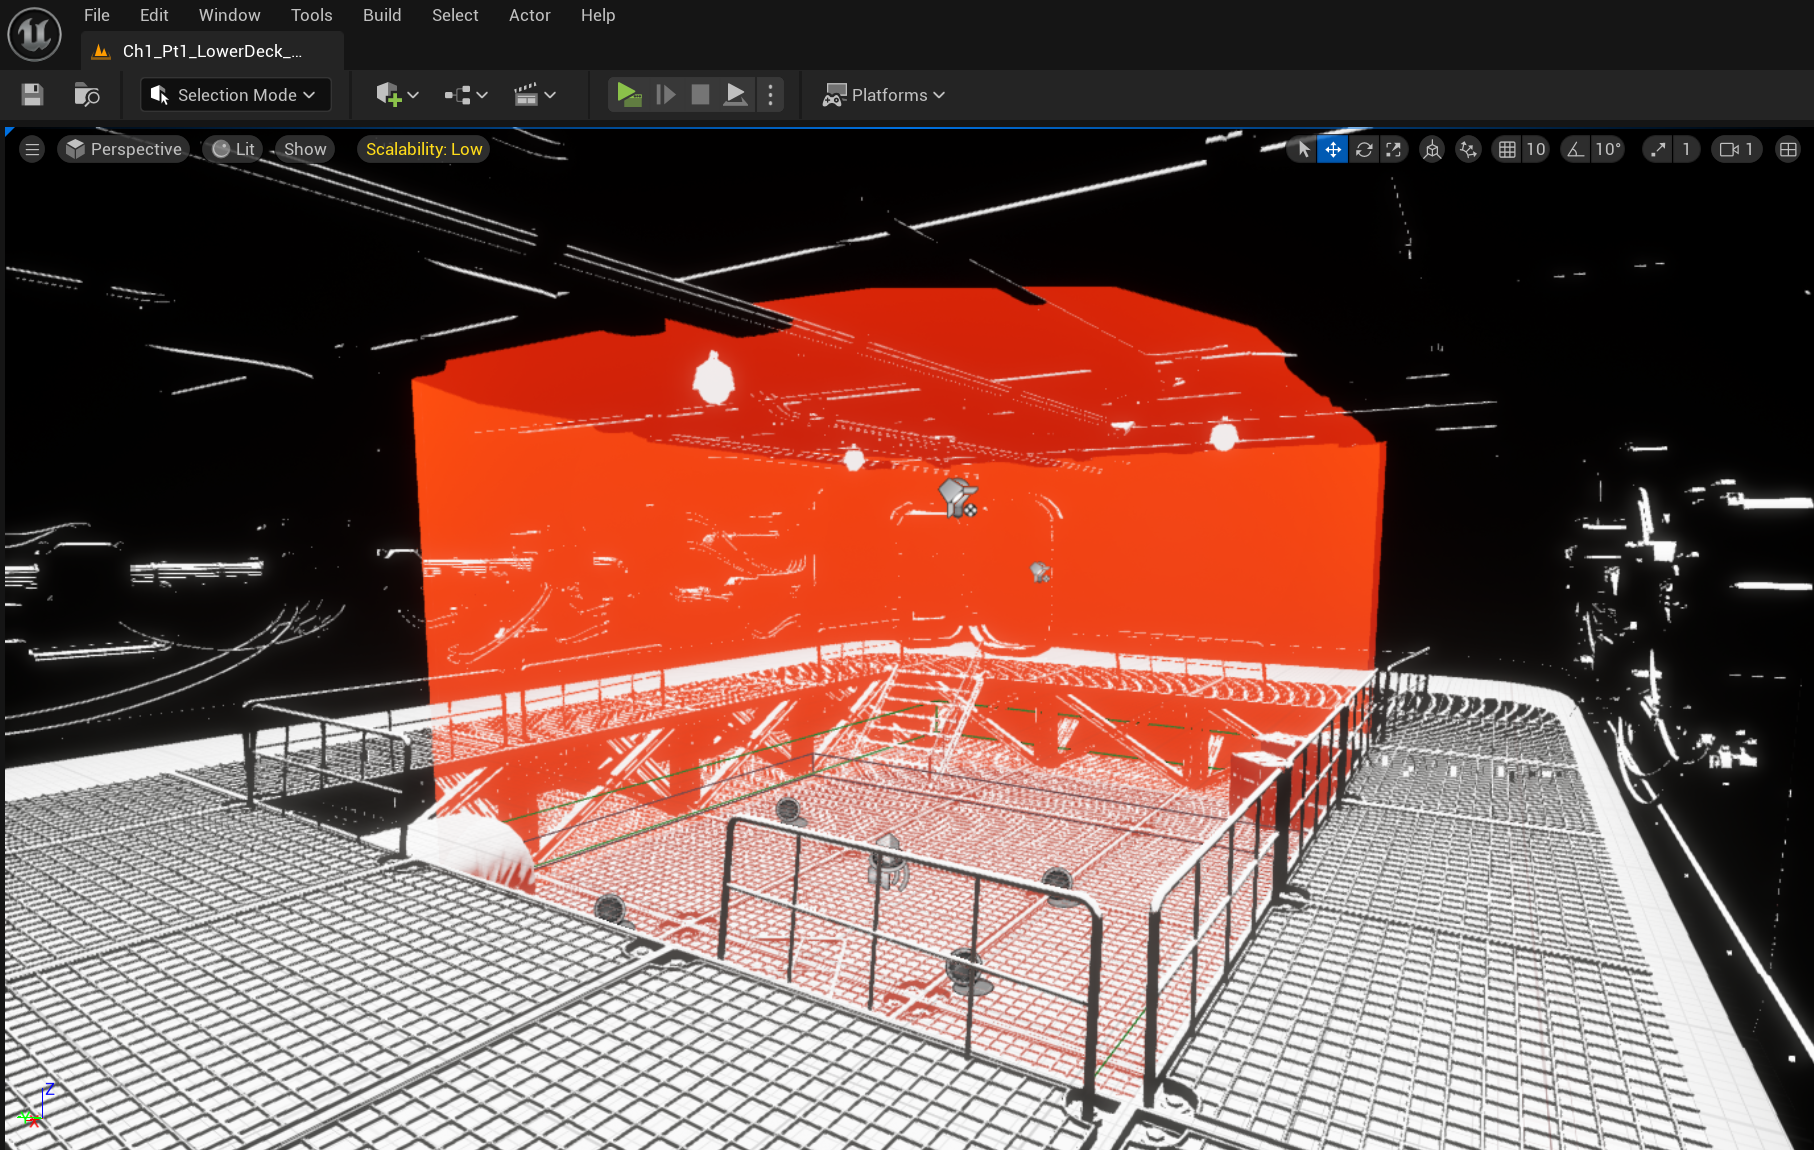 File Edit Window Tools Build Select Actor Help
Ch1_Pt1_LowerDeck_...
Selection Mode Platforms
Perspective Lit Show Scalability: Low 10 10° 1 1
Z